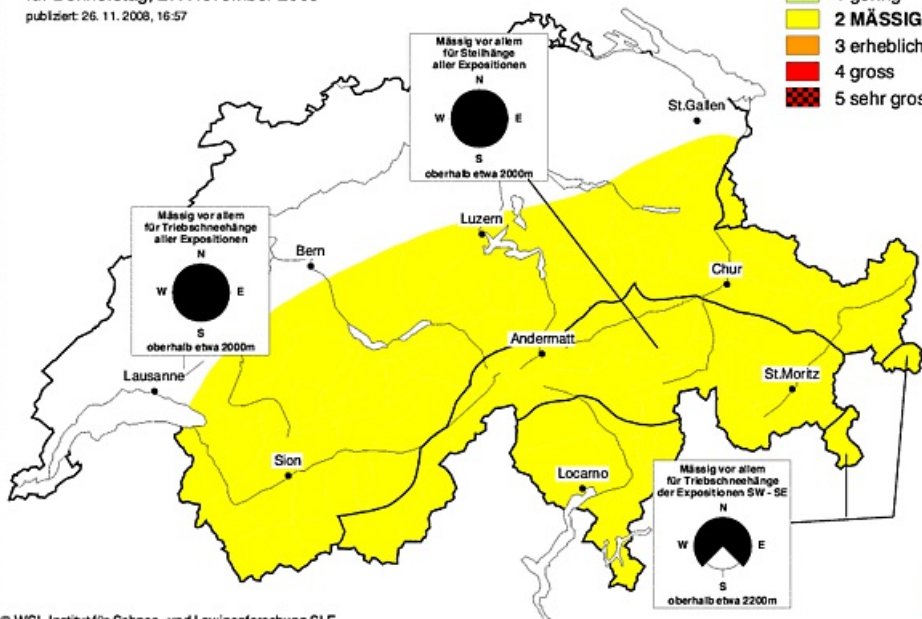 publiziert: 26. 11. 2008, 16:57
2 MÄSSIG
3 erheblich
4 gross
5 sehr gros
Mässig vor allem
für Steilhänge
aller Expositionen
N
W E
S
oberhalb etwa 2000m
St.Gallen
Mässig vor allem
für Triebschneehänge
aller Expositionen
N
W E
S
oberhalb etwa 2000m
Luzern
Bern
Chur
Andermatt
Lausanne
St.Moritz
Sion
Locarno
Mässig vor allem
für Triebschneehänge
der Expositionen SW - SE
N
W E
S
oberhalb etwa 2200m